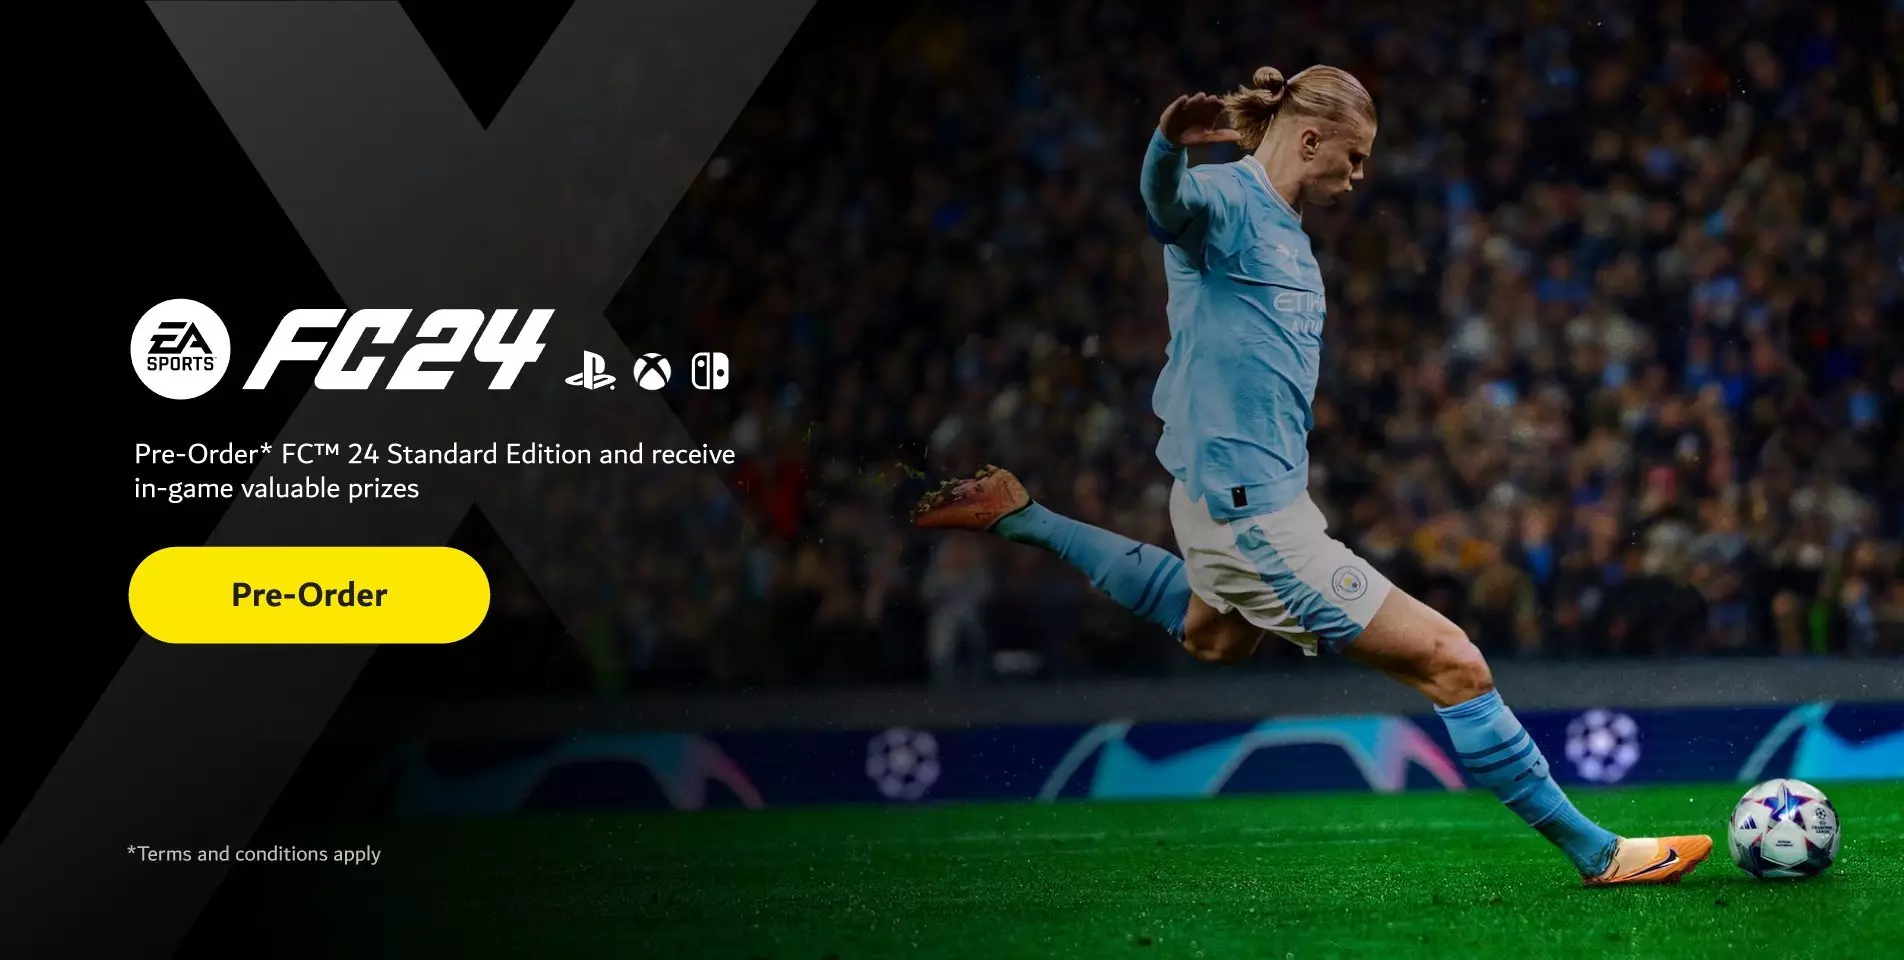 EA
SPORTS
FC24
Pre-Order* FC™ 24 Standard Edition and receive
in-game valuable prizes
Pre-Order
*Terms and conditions apply